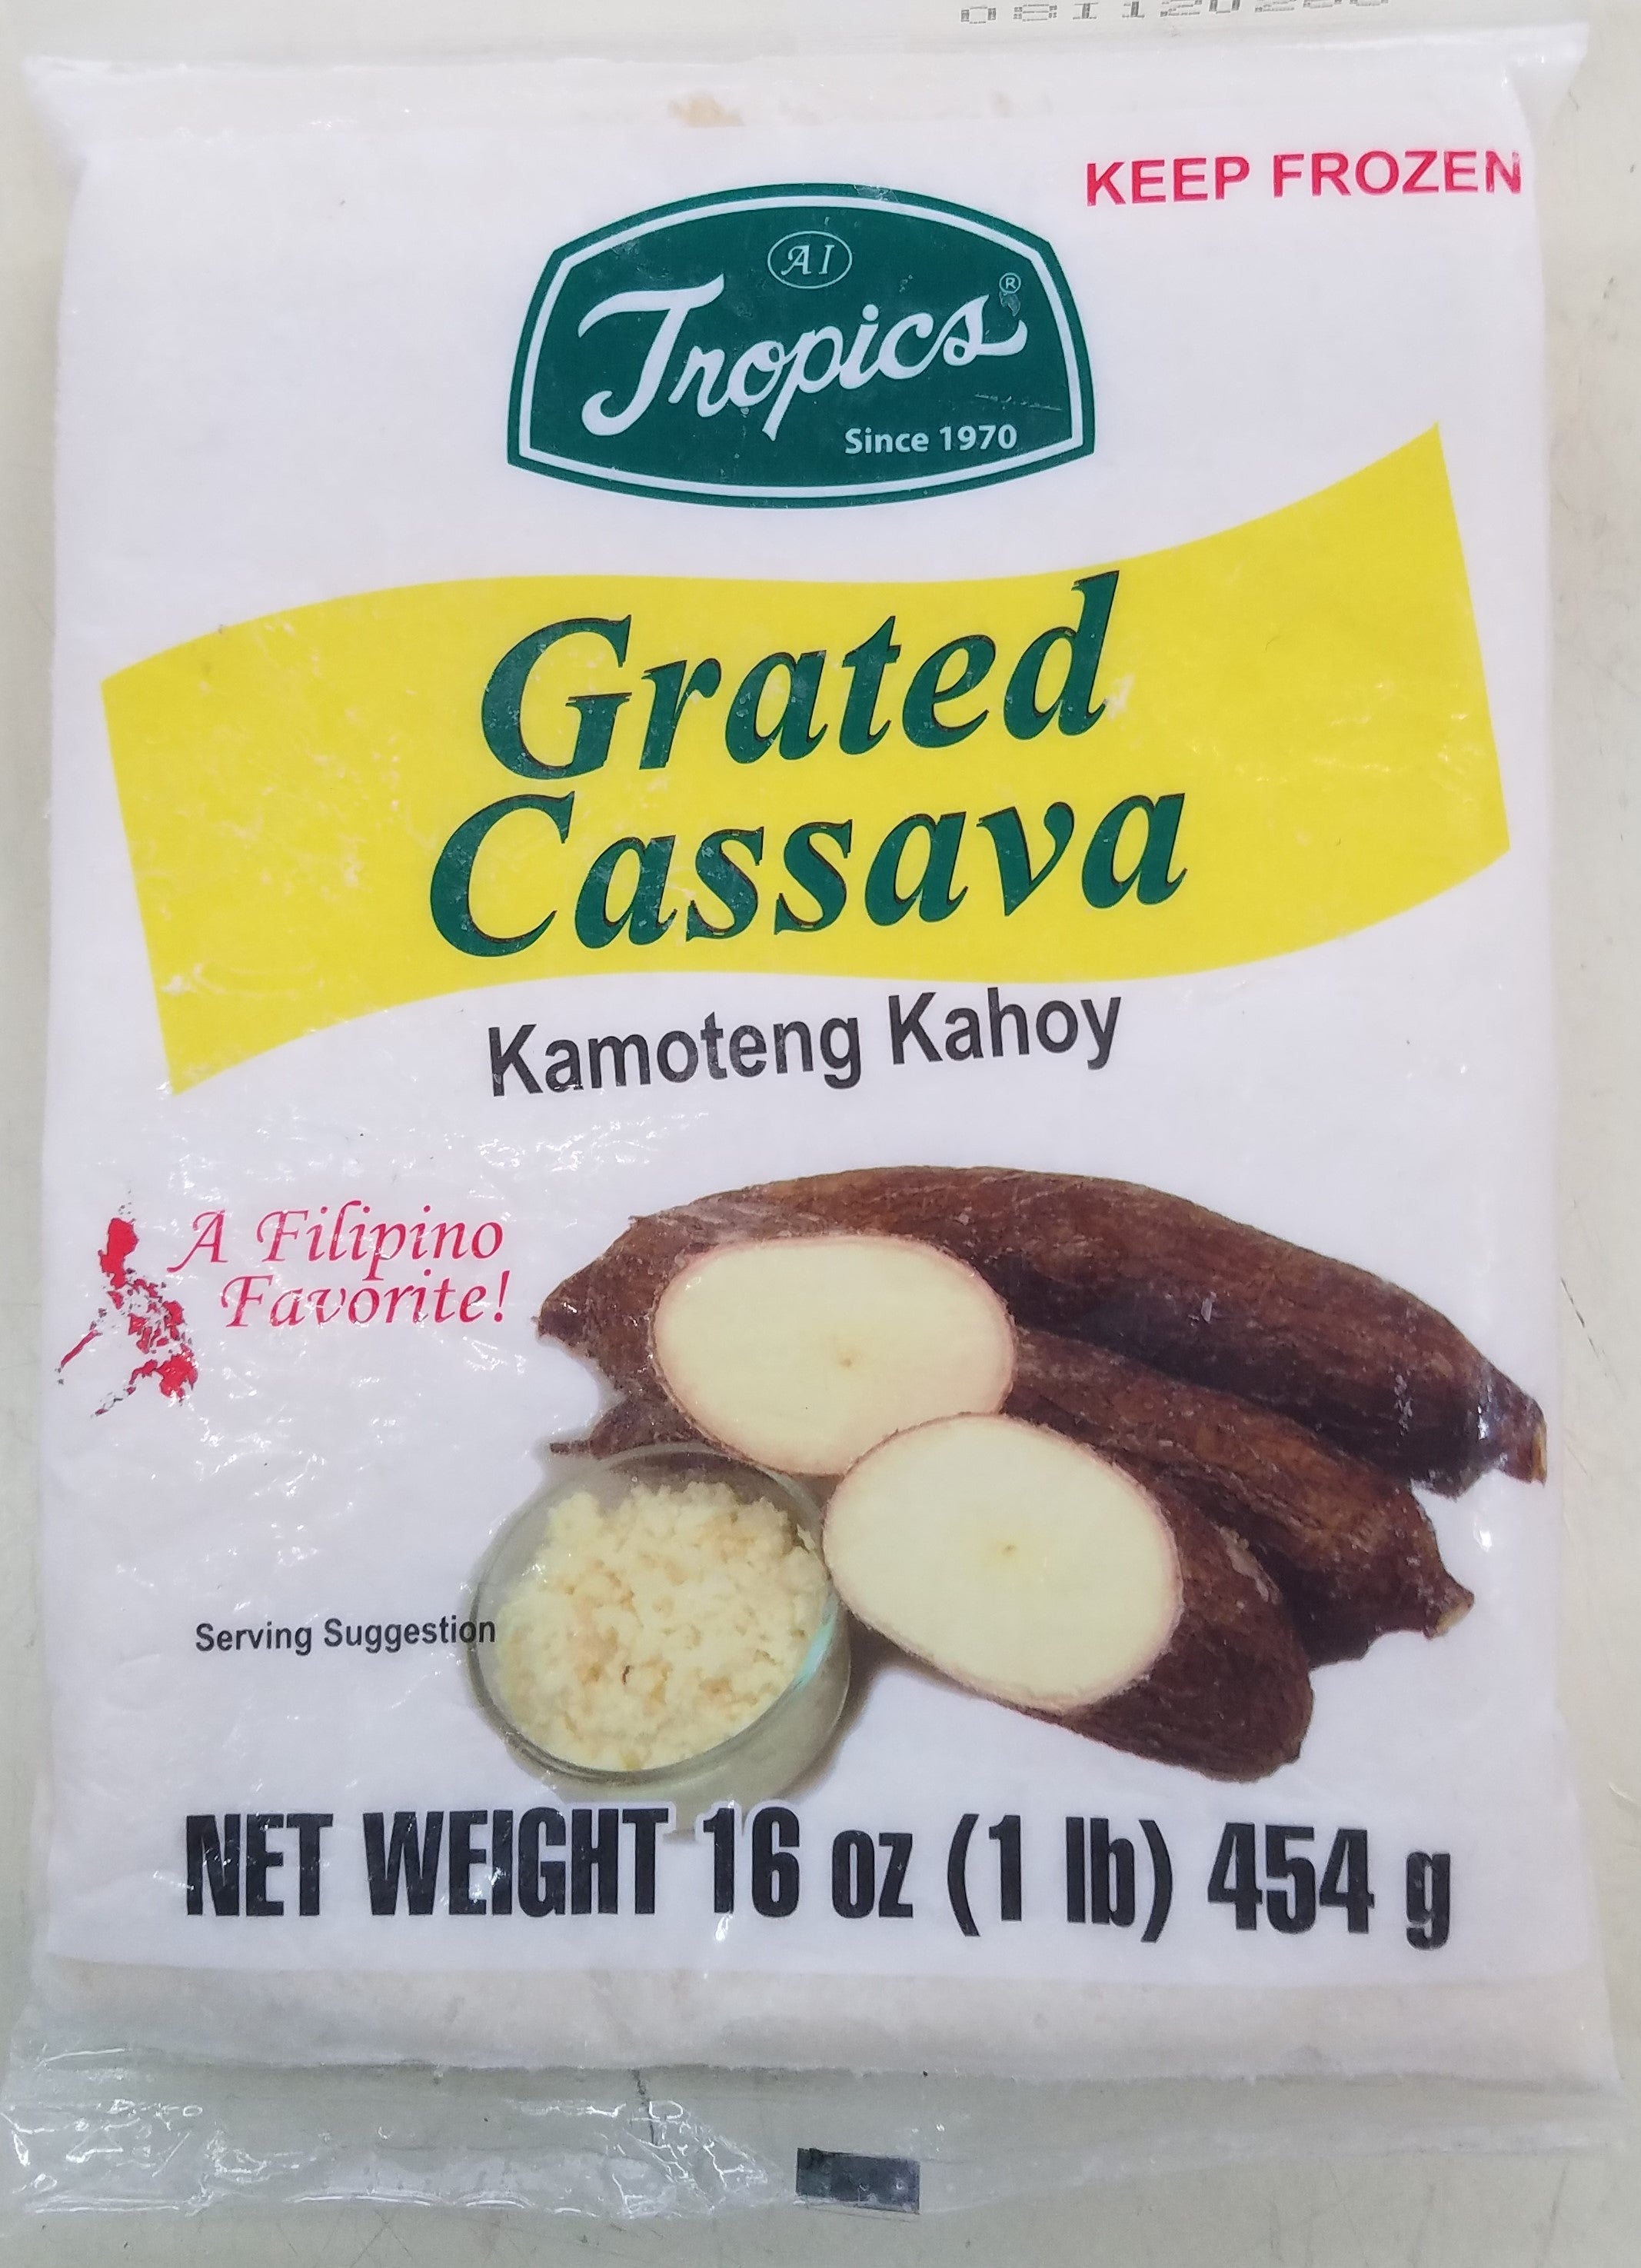 KEEP FROZEN
AI
Tropics®
Since 1970
Grated
Cassava
Kamoteng Kahoy
A Filipino
Favorite!
Serving Suggestion
NET WEIGHT 16 oz (1 lb) 454 g